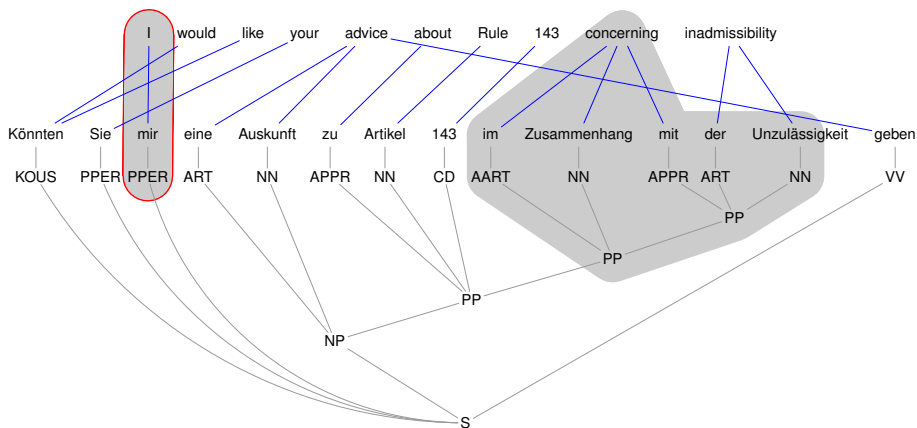 I would like your advice about Rule 143 concerning inadmissibility
Könnten Sie mir eine Auskunft zu Artikel 143 im Zusammenhang mit der Unzulässigkeit geben
KOUS PPER PPER ART NN APPR NN CD AART NN APPR ART NN VV
PP
PP
PP
NP
S